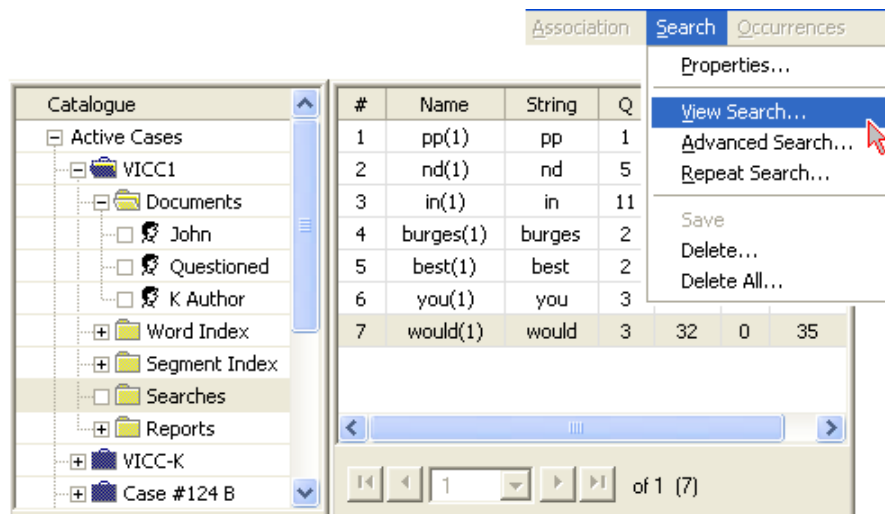 Association Search Occurrences
Properties...
View Search...
Advanced Search...
Repeat Search...
Save
Delete...
Delete All...
Catalogue
Active Cases
VICC1
Documents
John
Questioned
K Author
Word Index
Segment Index
Searches
Reports
VICC-K
Case #124 B
# Name String Q
1 pp(1) pp 1
2 nd(1) nd 5
3 in(1) in 11
4 burges(1) burges 2
5 best(1) best 2
6 you(1) you 3
7 would(1) would 3 32 0 35
1 of 1 (7)